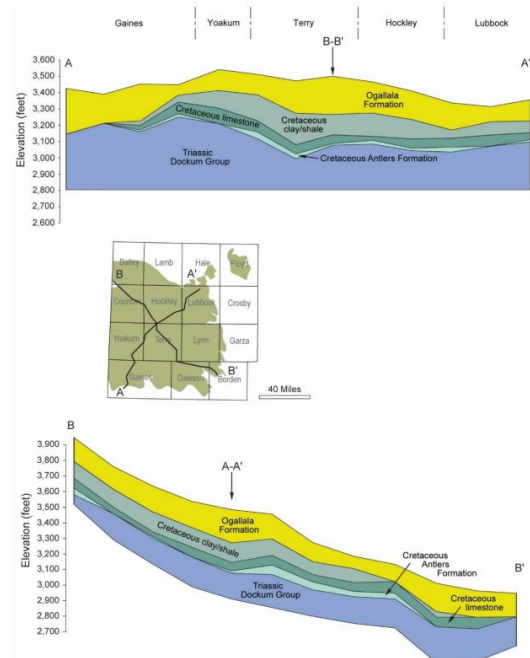 Gaines Yoakum Terry Hockley Lubbock
B-B'
A A'
3,600
3,500
3,400
3,300
3,200
3,100
3,000
2,900
2,800
2,700
2,600
Elevation (feet)
Ogallala
Formation
Cretaceous limestone
Cretaceous
clay/shale
Cretaceous Antlers Formation
Triassic
Dockum Group
Bailey Lamb Hale Floyd
B A'
Cochran Hockley Lubbock Crosby
Yoakum Terry Lynn Garza
Gaines Dawson Borden
B'
A
40 Miles
B
A-A'
3,900
3,800
3,700
3,600
3,500
3,400
3,300
3,200
3,100
3,000
2,900
2,800
2,700
Elevation (feet)
Ogallala
Formation
Cretaceous clay/shale
Triassic
Dockum Group
Cretaceous
Antlers
Formation
B'
Cretaceous
limestone